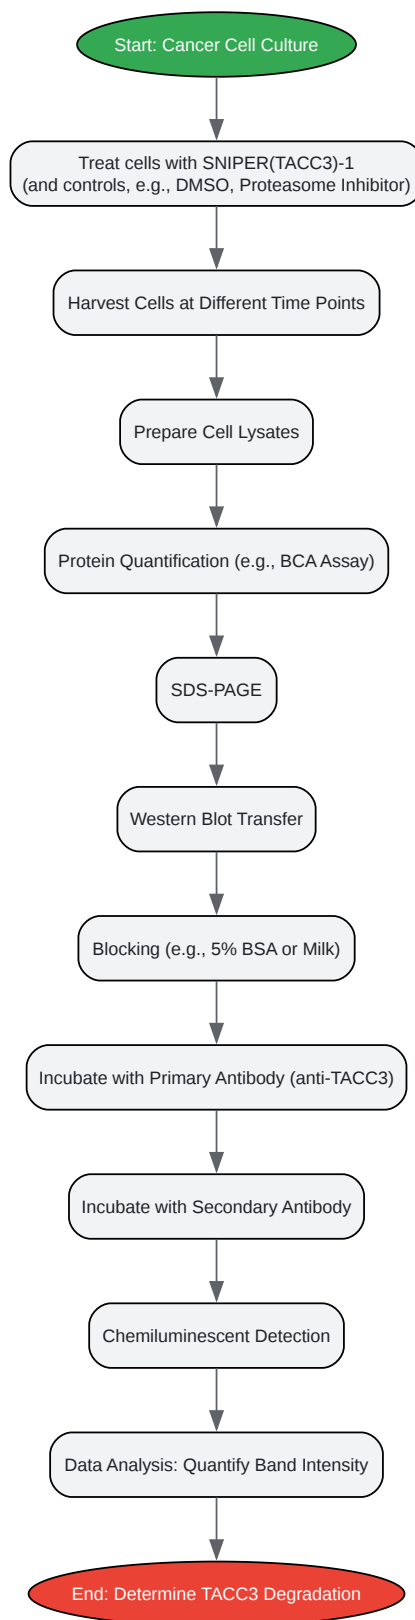 Start: Cancer Cell Culture
Treat cells with SNIPER(TACC3)-1
(and controls, e.g., DMSO, Proteasome Inhibitor)
Harvest Cells at Different Time Points
Prepare Cell Lysates
Protein Quantification (e.g., BCA Assay)
SDS-PAGE
Western Blot Transfer
Blocking (e.g., 5% BSA or Milk)
Incubate with Primary Antibody (anti-TACC3)
Incubate with Secondary Antibody
Chemiluminescent Detection
Data Analysis: Quantify Band Intensity
End: Determine TACC3 Degradation